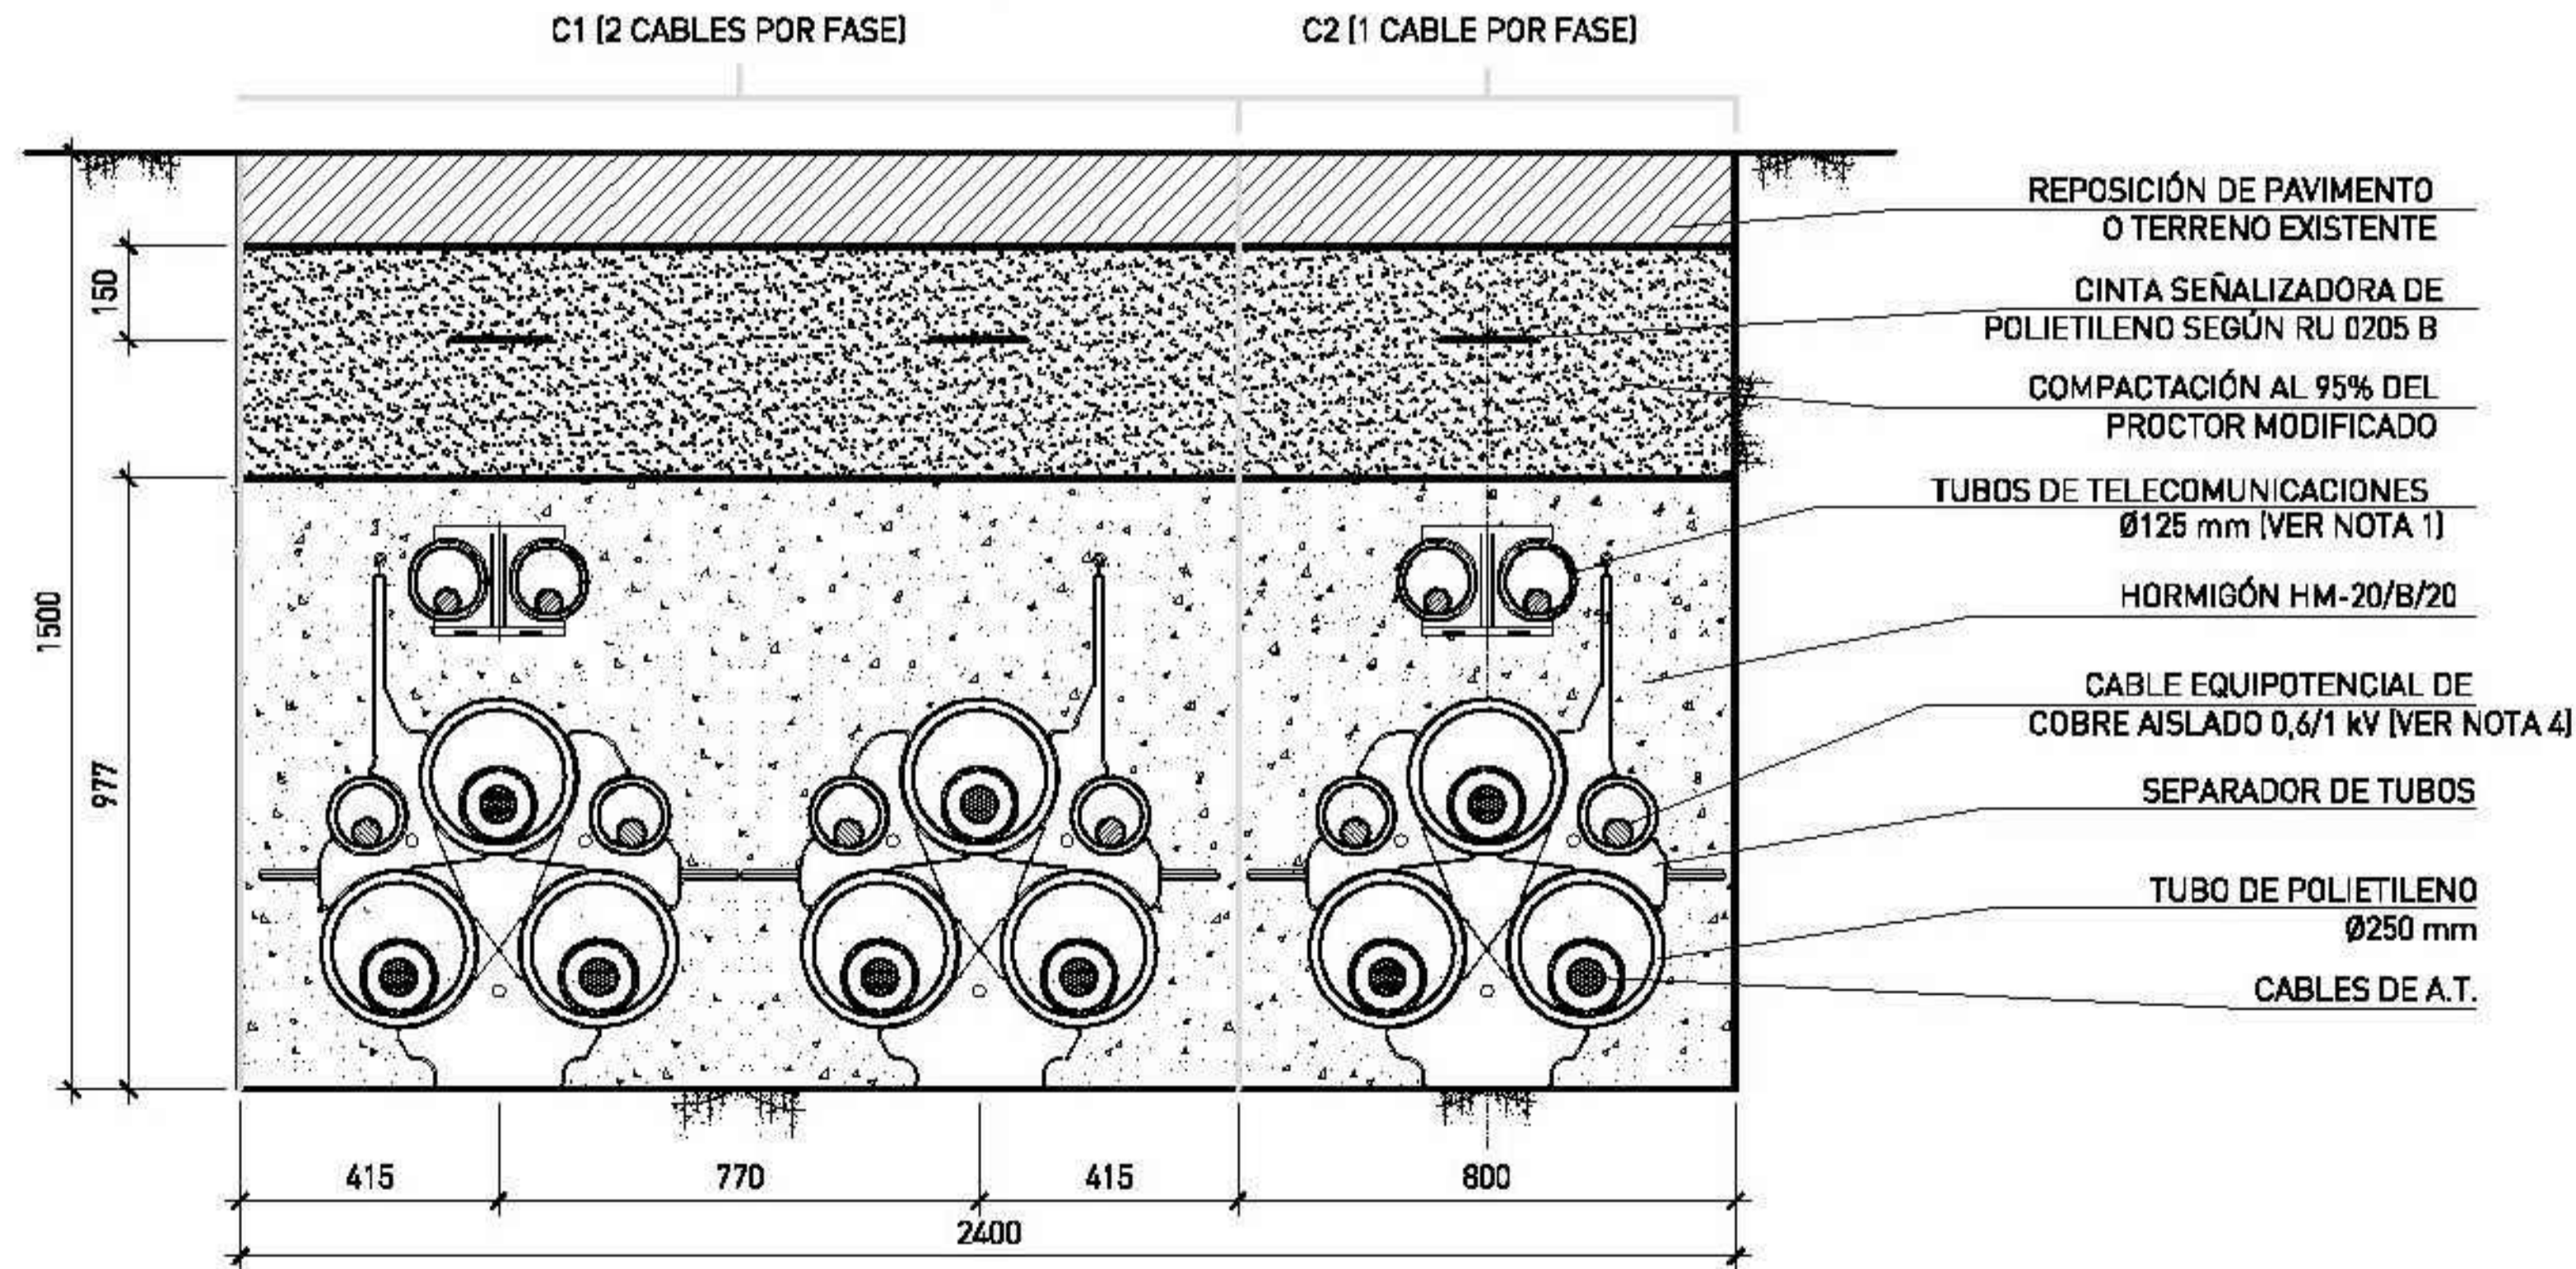 C1 (2 CABLES POR FASE)
C2 (1 CABLE POR FASE)
REPOSICIÓN DE PAVIMENTO
O TERRENO EXISTENTE
CINTA SEÑALIZADORA DE
POLIETILENO SEGÚN RU 0205 B
COMPACTACIÓN AL 95% DEL
PROCTOR MODIFICADO
TUBOS DE TELECOMUNICACIONES
Ø125 mm (VER NOTA 1)
HORMIGÓN HM-20/B/20
CABLE EQUIPOTENCIAL DE
COBRE AISLADO 0,6/1 kV (VER NOTA 4)
SEPARADOR DE TUBOS
TUBO DE POLIETILENO
Ø250 mm
CABLES DE A.T.
150
1500
977
415
770
415
800
2400